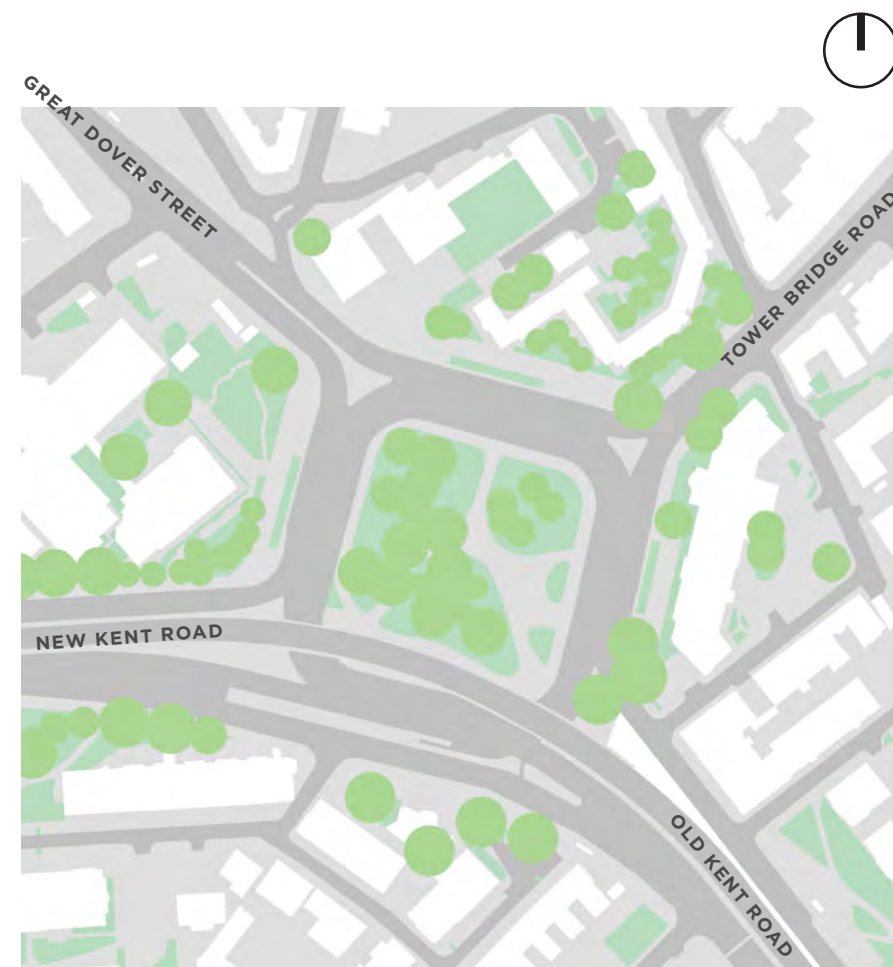 GREAT DOVER STREET
TOWER BRIDGE ROAD
NEW KENT ROAD
OLD KENT ROAD